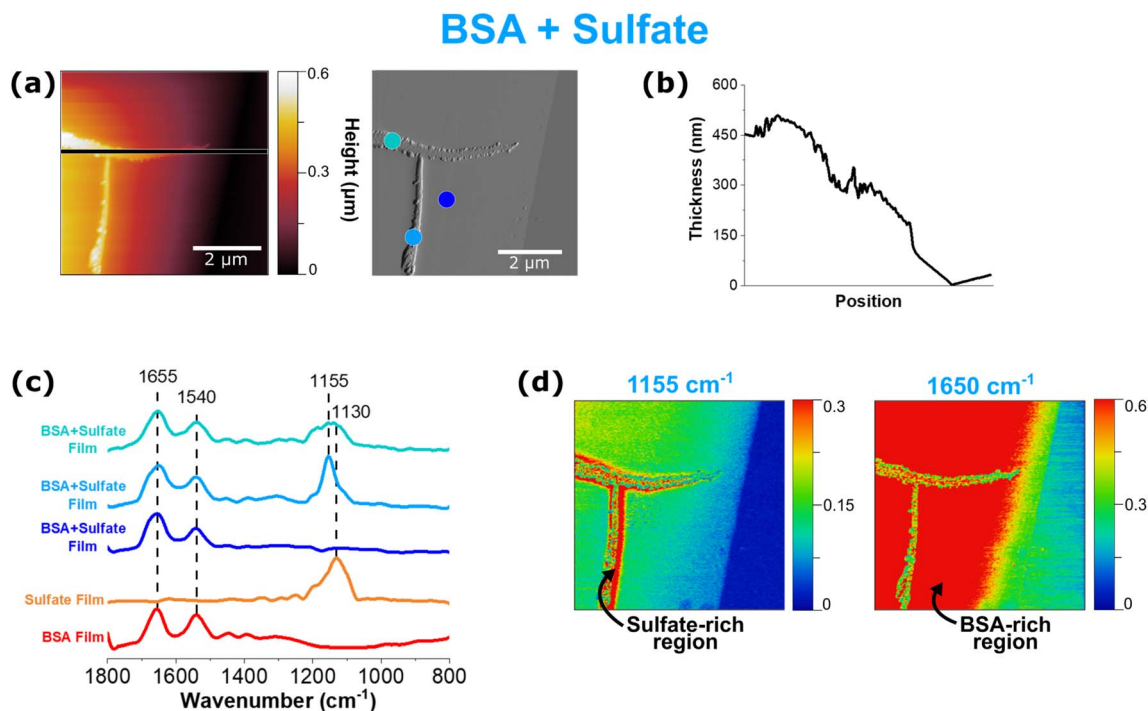 BSA + Sulfate
(a)
0.6
0.3
0
Height (µm)
2 µm
2 µm
(b)
600
450
300
150
0
Thickness (nm)
Position
(c)
1655
1540
1155
1130
BSA+Sulfate
Film
BSA+Sulfate
Film
BSA+Sulfate
Film
Sulfate Film
BSA Film
1800
1600
1400
1200
1000
800
Wavenumber (cm⁻¹)
(d)
1155 cm⁻¹
0.3
0.15
0
Sulfate-rich
region
1650 cm⁻¹
0.6
0.4
0.2
0
BSA-rich
region